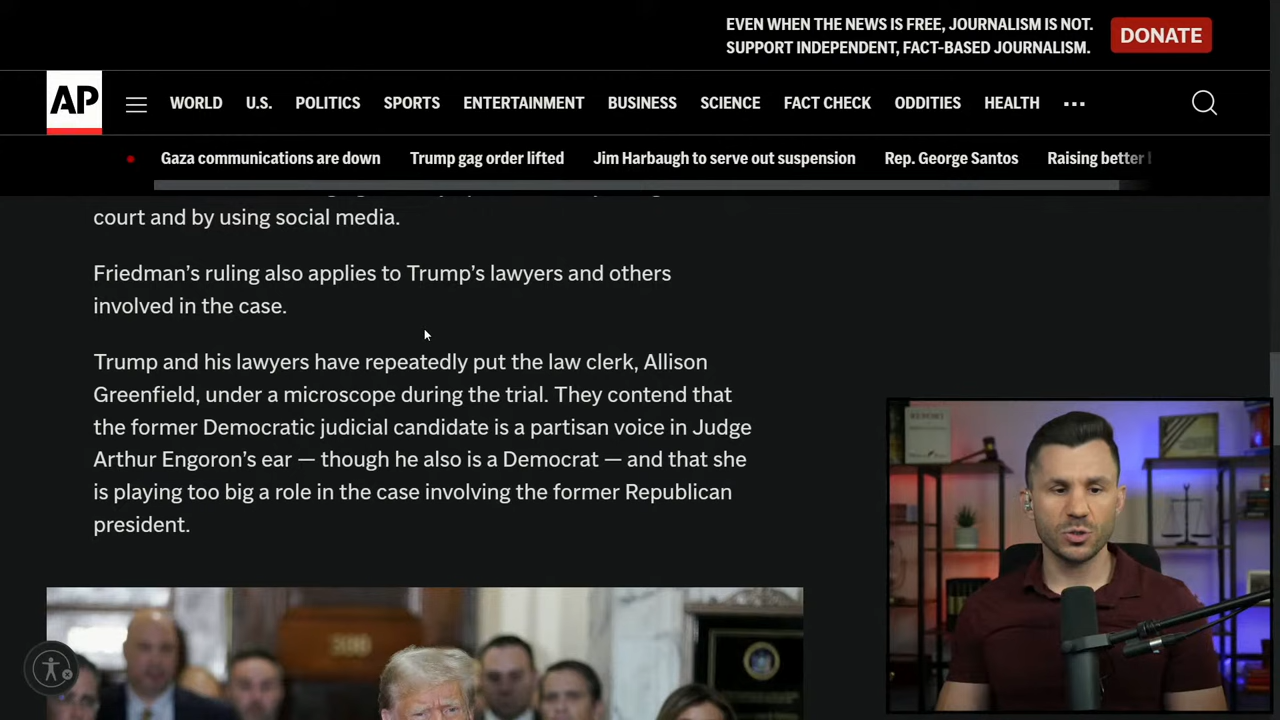 EVEN WHEN THE NEWS IS FREE, JOURNALISM IS NOT.
SUPPORT INDEPENDENT, FACT-BASED JOURNALISM.
DONATE
AP
WORLD U.S. POLITICS SPORTS ENTERTAINMENT BUSINESS SCIENCE FACT CHECK ODDITIES HEALTH
Gaza communications are down Trump gag order lifted Jim Harbaugh to serve out suspension Rep. George Santos Raising better
court and by using social media.
Friedman’s ruling also applies to Trump’s lawyers and others
involved in the case.
Trump and his lawyers have repeatedly put the law clerk, Allison
Greenfield, under a microscope during the trial. They contend that
the former Democratic judicial candidate is a partisan voice in Judge
Arthur Engoron’s ear — though he also is a Democrat — and that she
is playing too big a role in the case involving the former Republican
president.
300